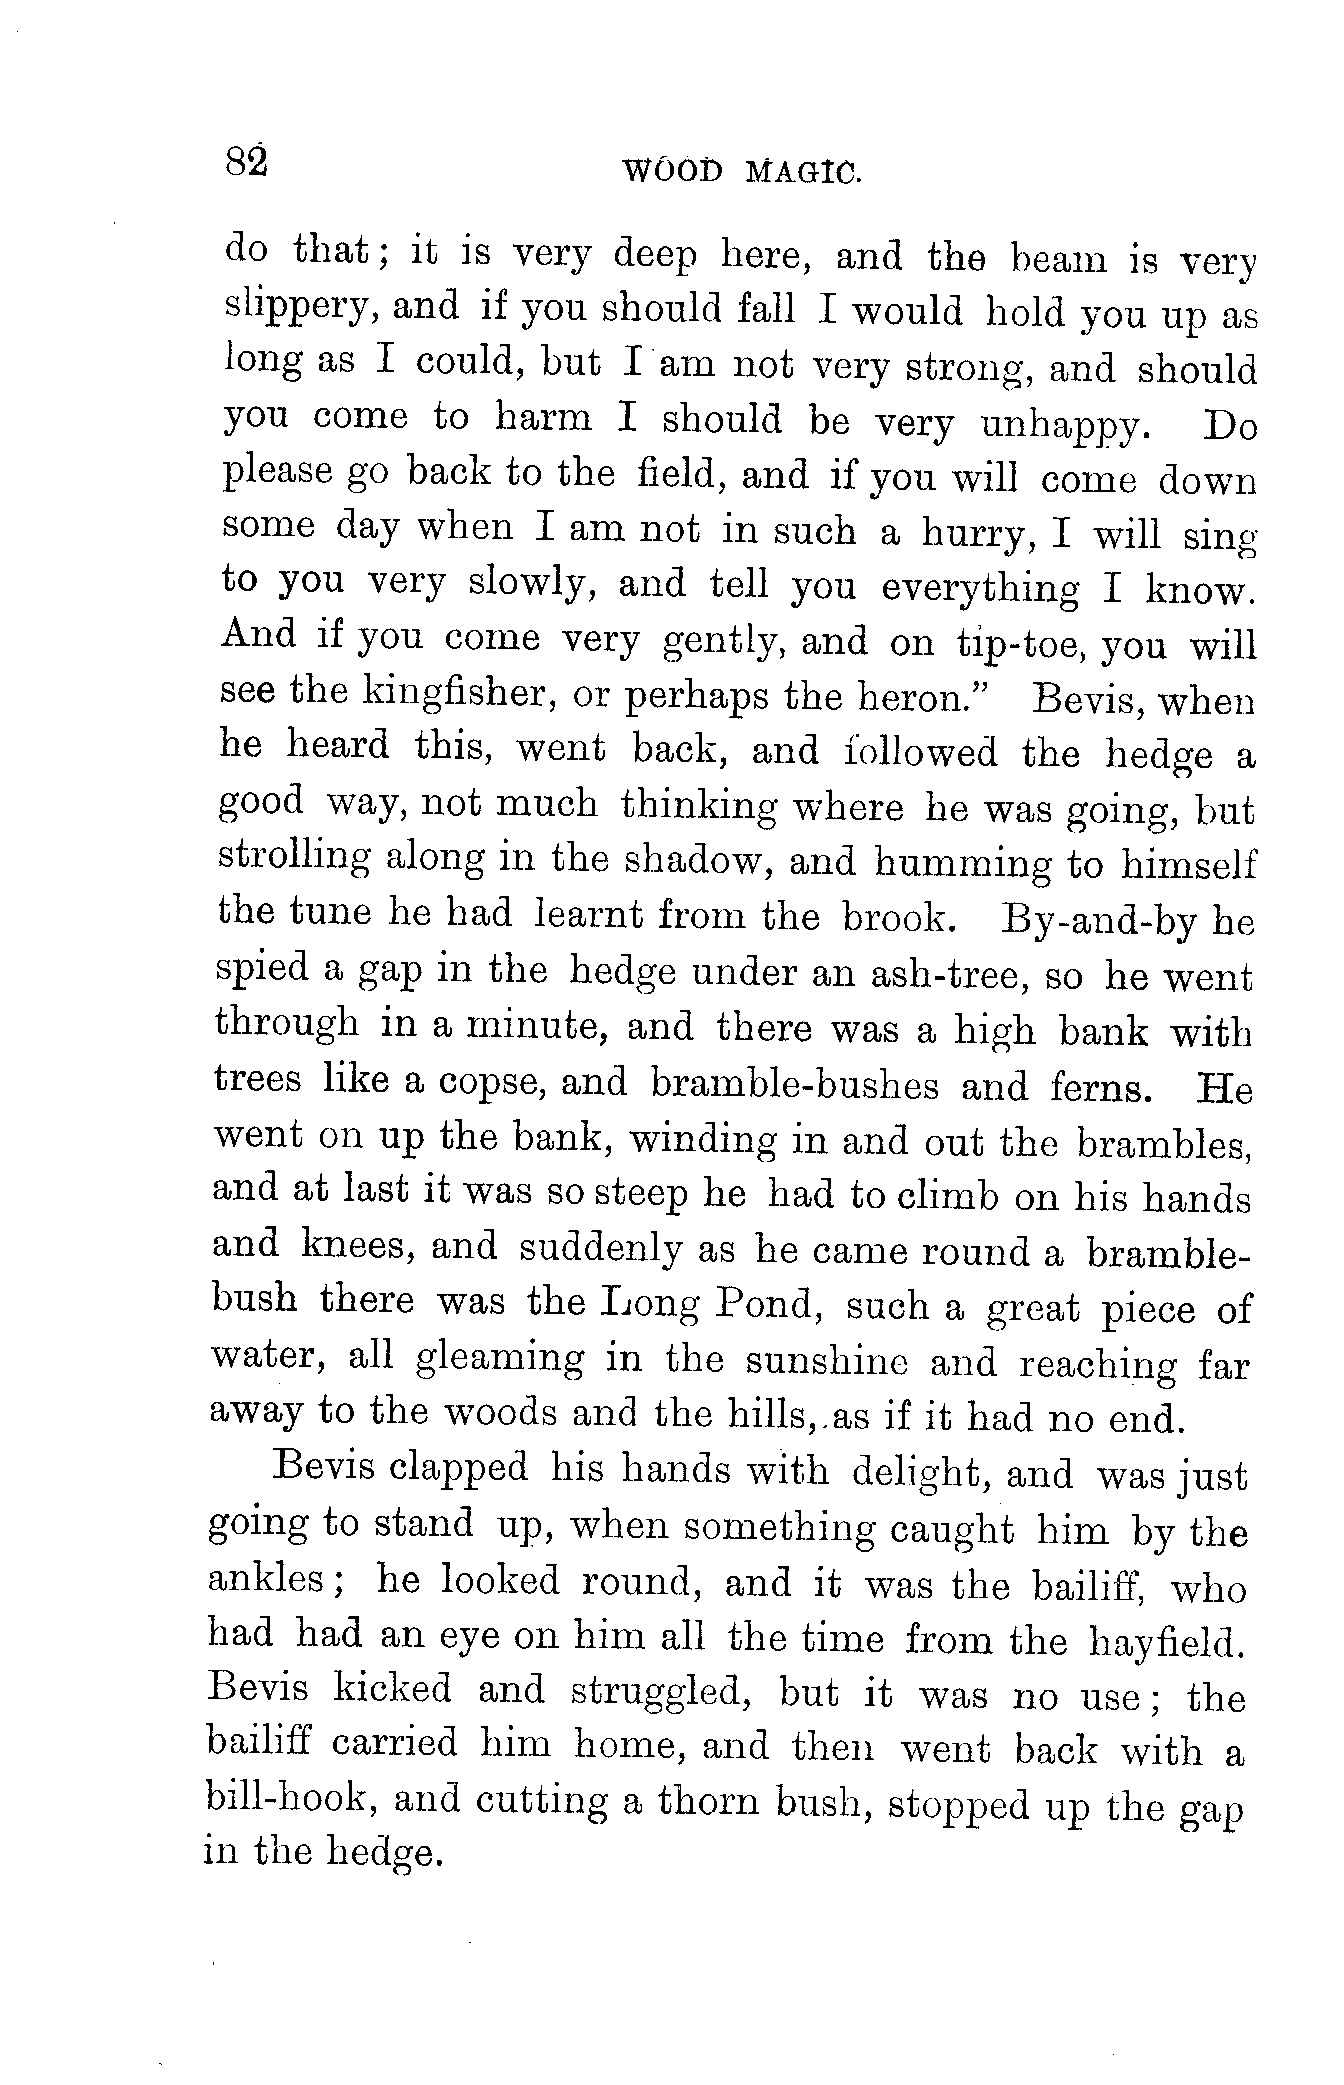 82 WOOD MAGIC.
do that; it is very deep here, and the beam is very
slippery, and if you should fall I would hold you up as
long as I could, but I am not very strong, and should
you come to harm I should be very unhappy. Do
please go back to the field, and if you will come down
some day when I am not in such a hurry, I will sing
to you very slowly, and tell you everything I know.
And if you come very gently, and on tip-toe, you will
see the kingfisher, or perhaps the heron.” Bevis, when
he heard this, went back, and followed the hedge a
good way, not much thinking where he was going, but
strolling along in the shadow, and humming to himself
the tune he had learnt from the brook. By-and-by he
spied a gap in the hedge under an ash-tree, so he went
through in a minute, and there was a high bank with
trees like a copse, and bramble-bushes and ferns. He
went on up the bank, winding in and out the brambles,
and at last it was so steep he had to climb on his hands
and knees, and suddenly as he came round a bramble-
bush there was the Long Pond, such a great piece of
water, all gleaming in the sunshine and reaching far
away to the woods and the hills, as if it had no end.
Bevis clapped his hands with delight, and was just
going to stand up, when something caught him by the
ankles; he looked round, and it was the bailiff, who
had had an eye on him all the time from the hayfield.
Bevis kicked and struggled, but it was no use; the
bailiff carried him home, and then went back with a
bill-hook, and cutting a thorn bush, stopped up the gap
in the hedge.